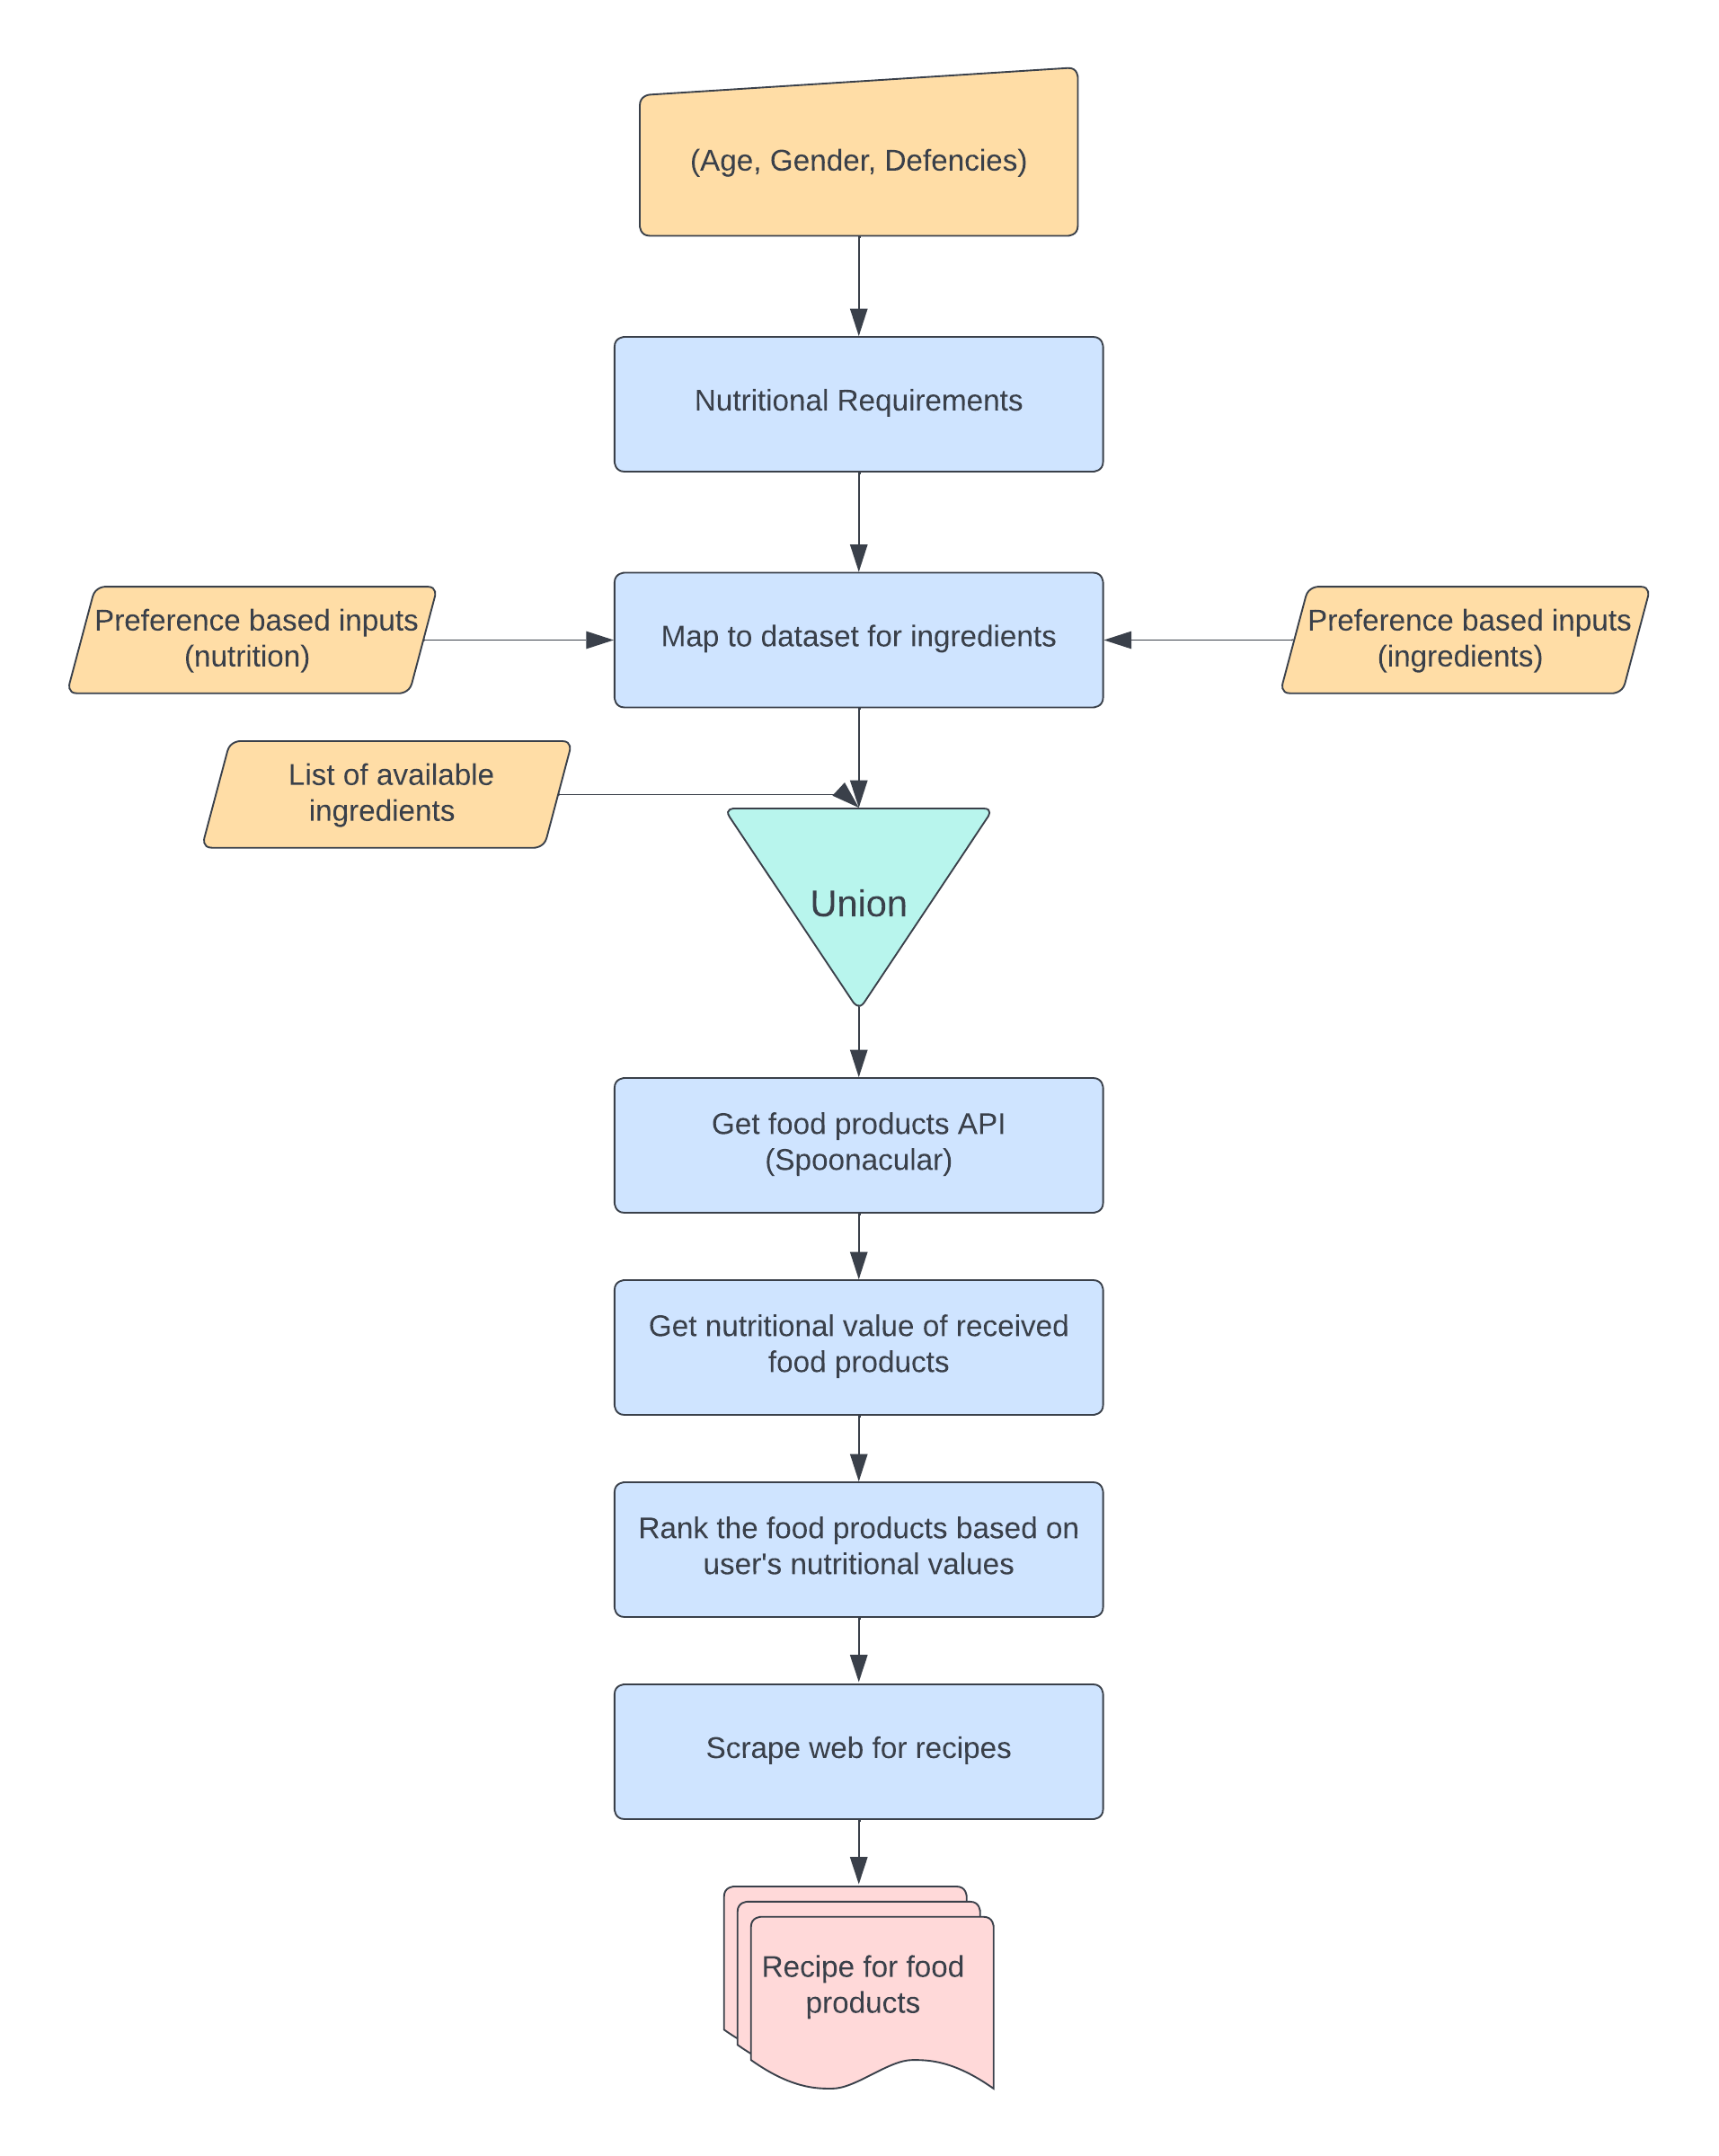 (Age, Gender, Defencies)
Nutritional Requirements
Preference based inputs
(nutrition)
Map to dataset for ingredients
Preference based inputs
(ingredients)
List of available
ingredients
Union
Get food products API
(Spoonacular)
Get nutritional value of received
food products
Rank the food products based on
user's nutritional values
Scrape web for recipes
Recipe for food
products